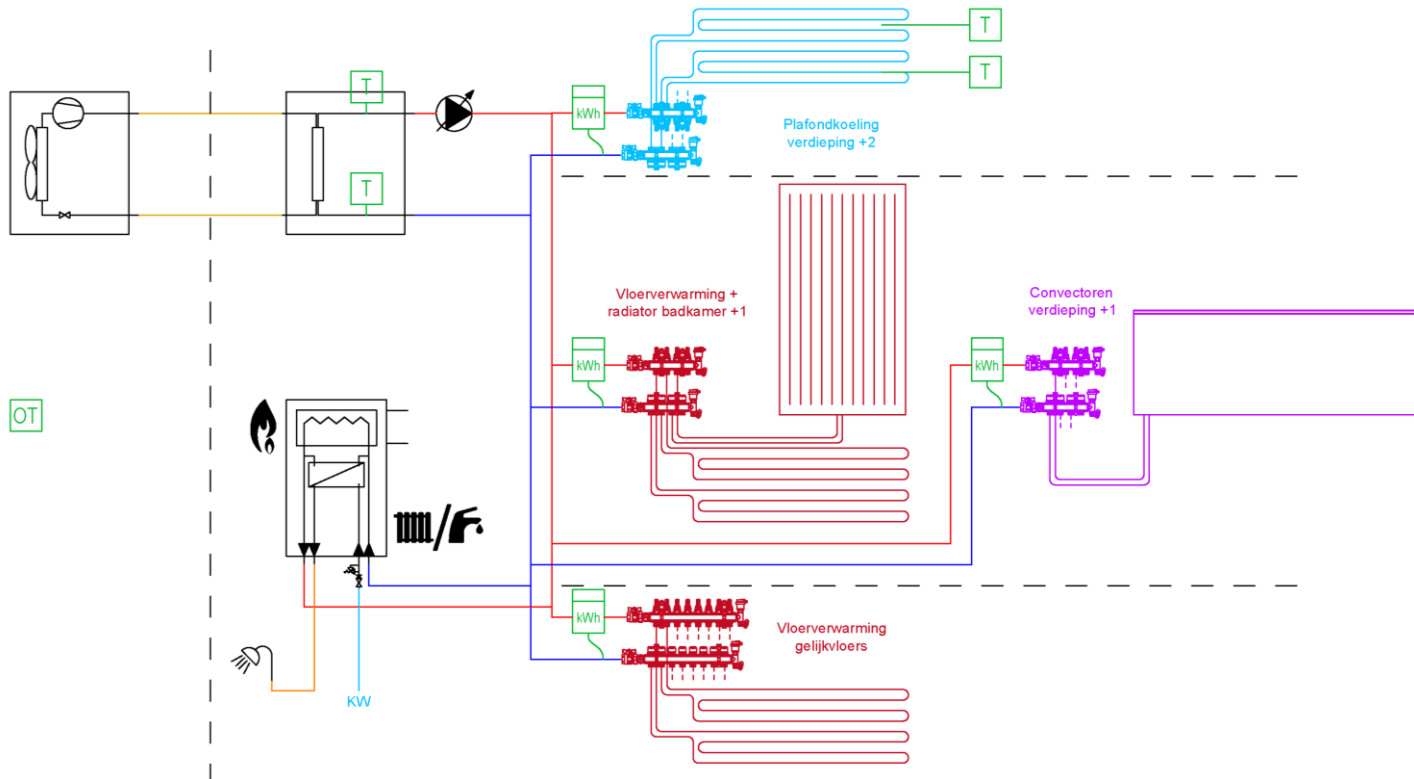 T
T
T
kWh
Plafondkoeling
verdieping +2
T
Vloerverwarming +
radiator badkamer +1
Convectoren
verdieping +1
kWh
kWh
OT
kWh
Vloerverwarming
gelijkvloers
KW